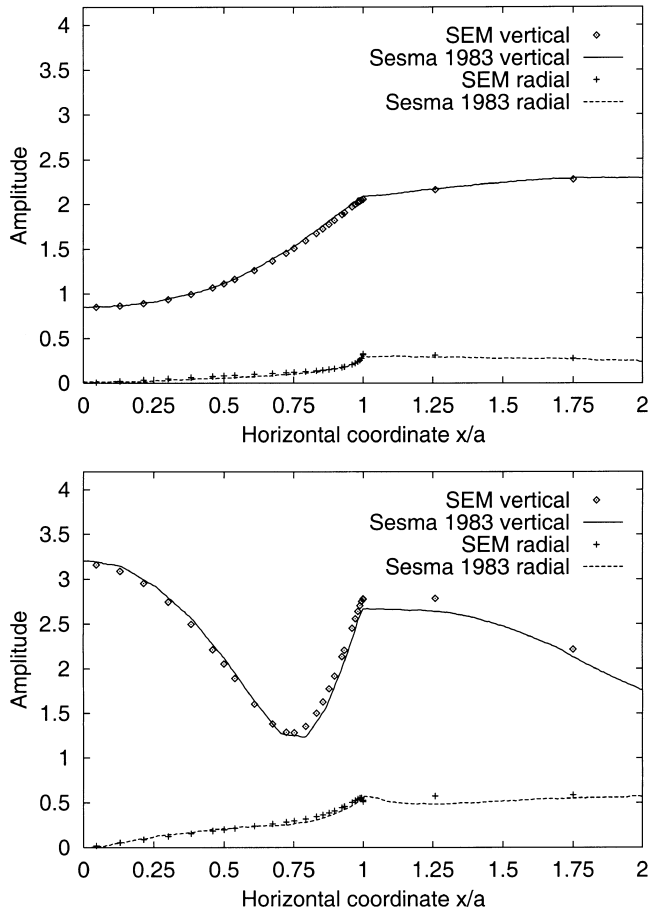 4
3.5
3
2.5
2
1.5
1
0.5
0
Amplitude
SEM vertical
Sesma 1983 vertical
SEM radial
Sesma 1983 radial
0 0.25 0.5 0.75 1 1.25 1.5 1.75 2
Horizontal coordinate x/a
4
3.5
3
2.5
2
1.5
1
0.5
0
Amplitude
SEM vertical
Sesma 1983 vertical
SEM radial
Sesma 1983 radial
0 0.25 0.5 0.75 1 1.25 1.5 1.75 2
Horizontal coordinate x/a